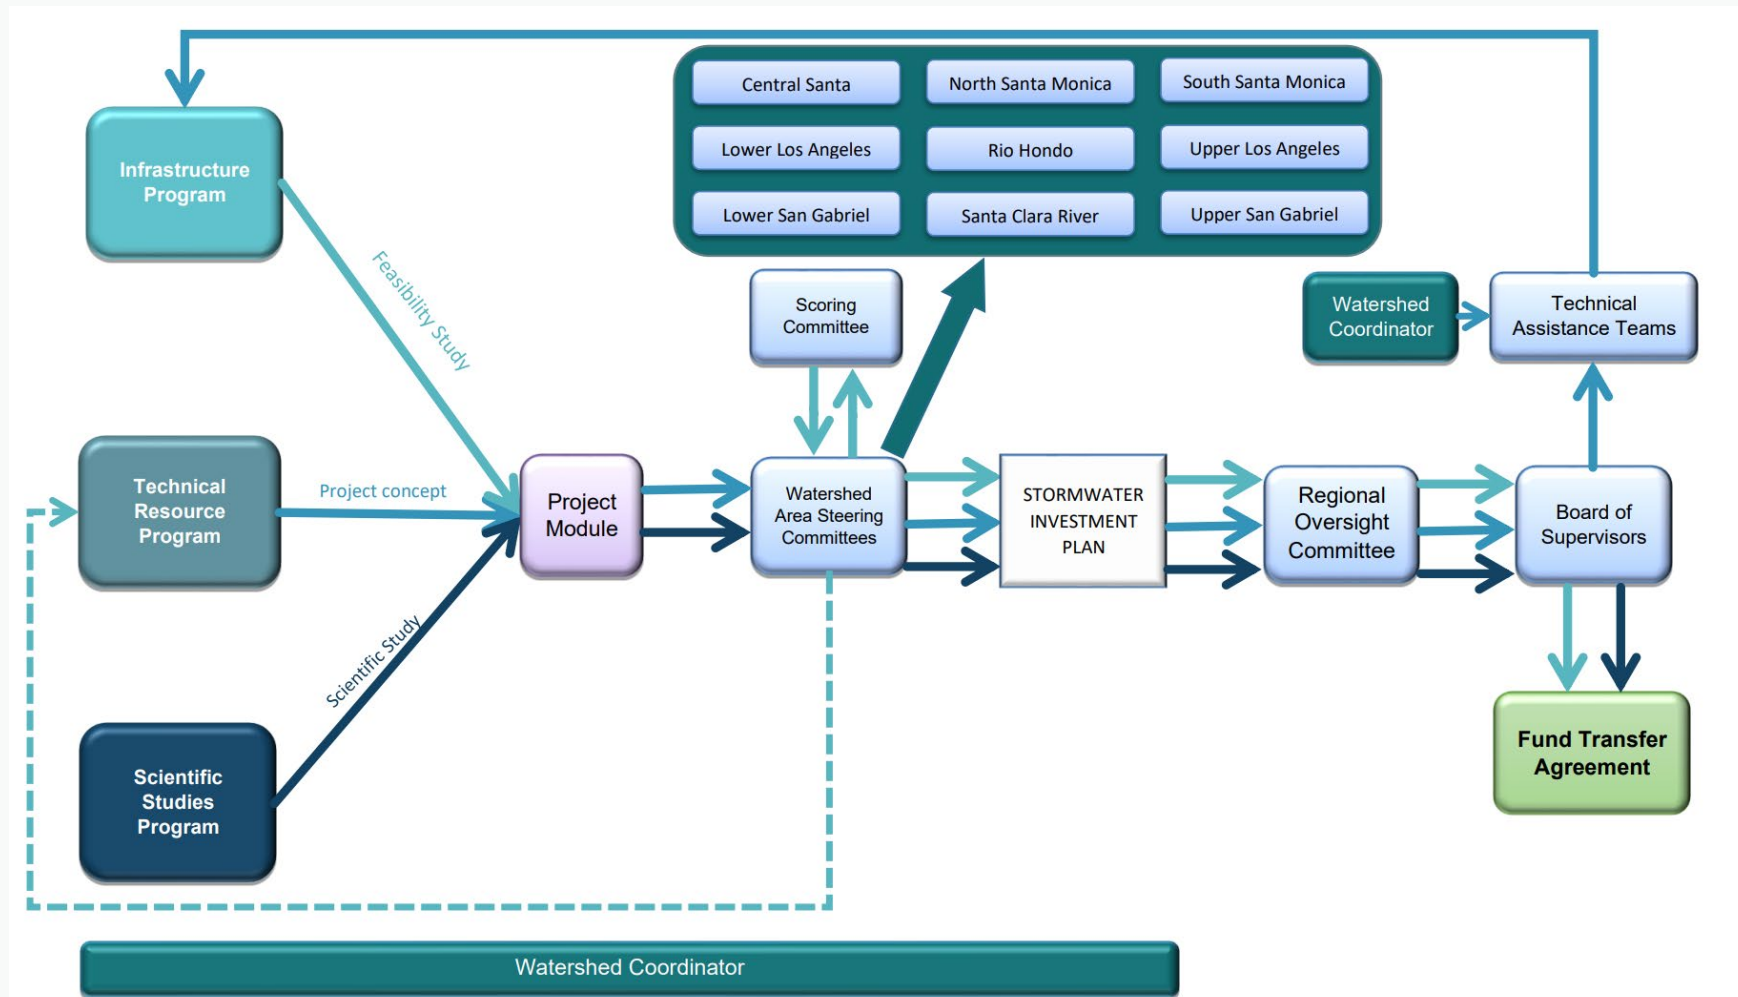 Central Santa
North Santa Monica
South Santa Monica
Lower Los Angeles
Rio Hondo
Upper Los Angeles
Lower San Gabriel
Santa Clara River
Upper San Gabriel
Infrastructure
Program
Feasibility Study
Scoring
Committee
Watershed
Coordinator
Technical
Assistance Teams
Technical
Resource
Program
Project concept
Project
Module
Watershed
Area Steering
Committees
STORMWATER
INVESTMENT
PLAN
Regional
Oversight
Committee
Board of
Supervisors
Scientific Study
Scientific
Studies
Program
Fund Transfer
Agreement
Watershed Coordinator